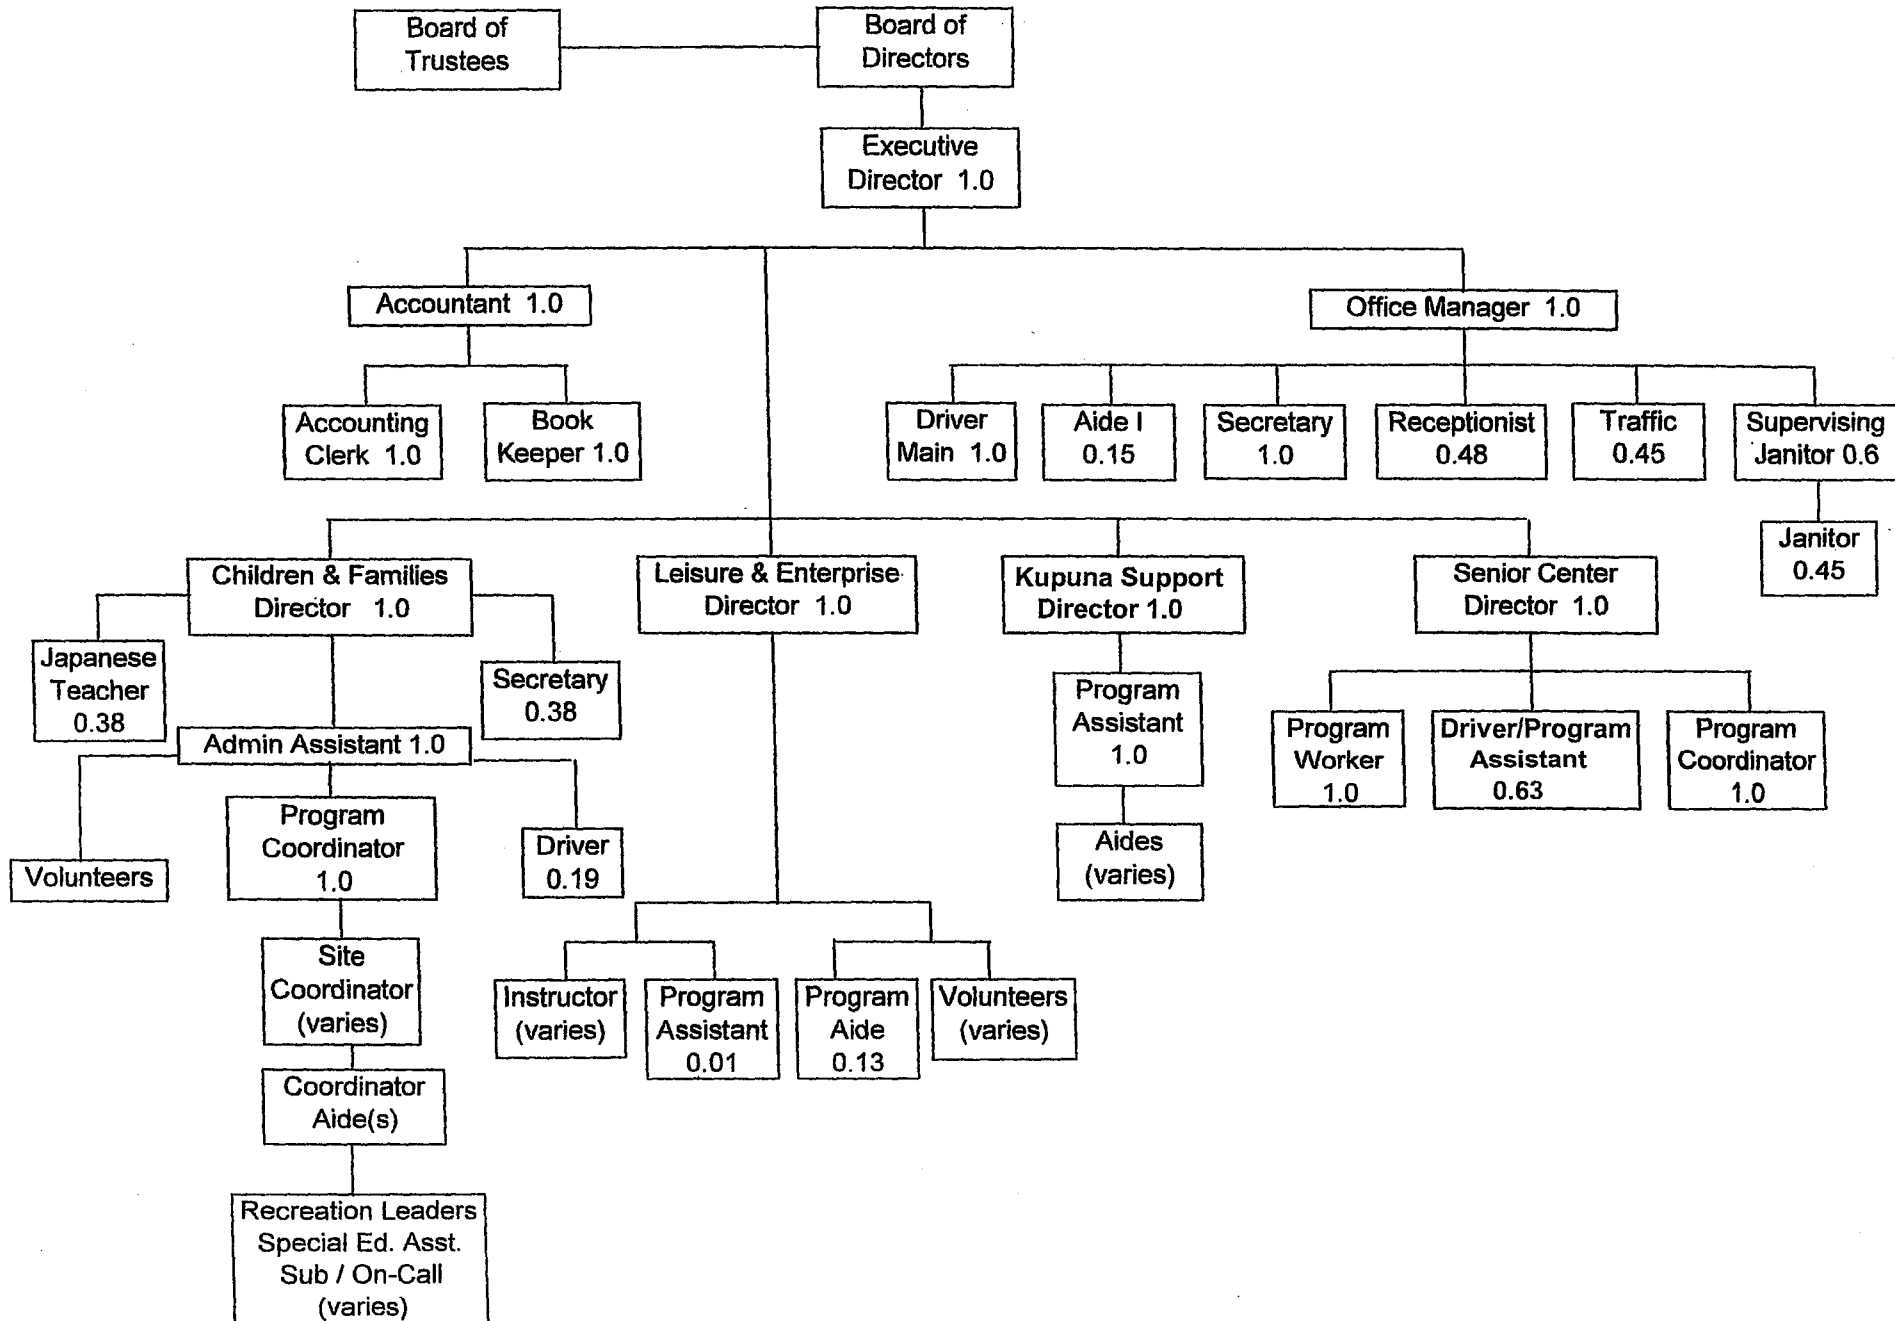 Board of
Trustees
Board of
Directors
Executive
Director 1.0
Accountant 1.0
Office Manager 1.0
Accounting
Clerk 1.0
Book
Keeper 1.0
Driver
Main 1.0
Aide I
0.15
Secretary
1.0
Receptionist
0.48
Traffic
0.45
Supervising
Janitor 0.6
Janitor
0.45
Children & Families
Director 1.0
Leisure & Enterprise
Director 1.0
Kupuna Support
Director 1.0
Senior Center
Director 1.0
Japanese
Teacher
0.38
Secretary
0.38
Admin Assistant 1.0
Program
Assistant
1.0
Program
Worker
1.0
Driver/Program
Assistant
0.63
Program
Coordinator
1.0
Volunteers
Program
Coordinator
1.0
Driver
0.19
Aides
(varies)
Site
Coordinator
(varies)
Instructor
(varies)
Program
Assistant
0.01
Program
Aide
0.13
Volunteers
(varies)
Coordinator
Aide(s)
Recreation Leaders
Special Ed. Asst.
Sub / On-Call
(varies)